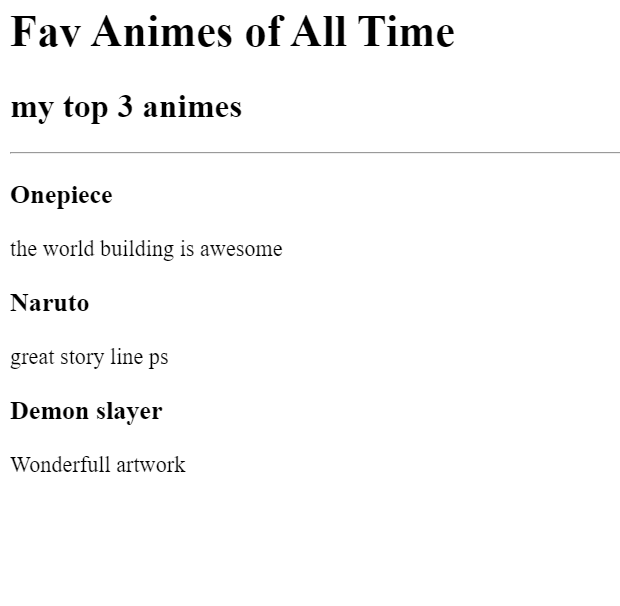 Fav Animes of All Time
my top 3 animes
Onepiece
the world building is awesome
Naruto
great story line ps
Demon slayer
Wonderfull artwork